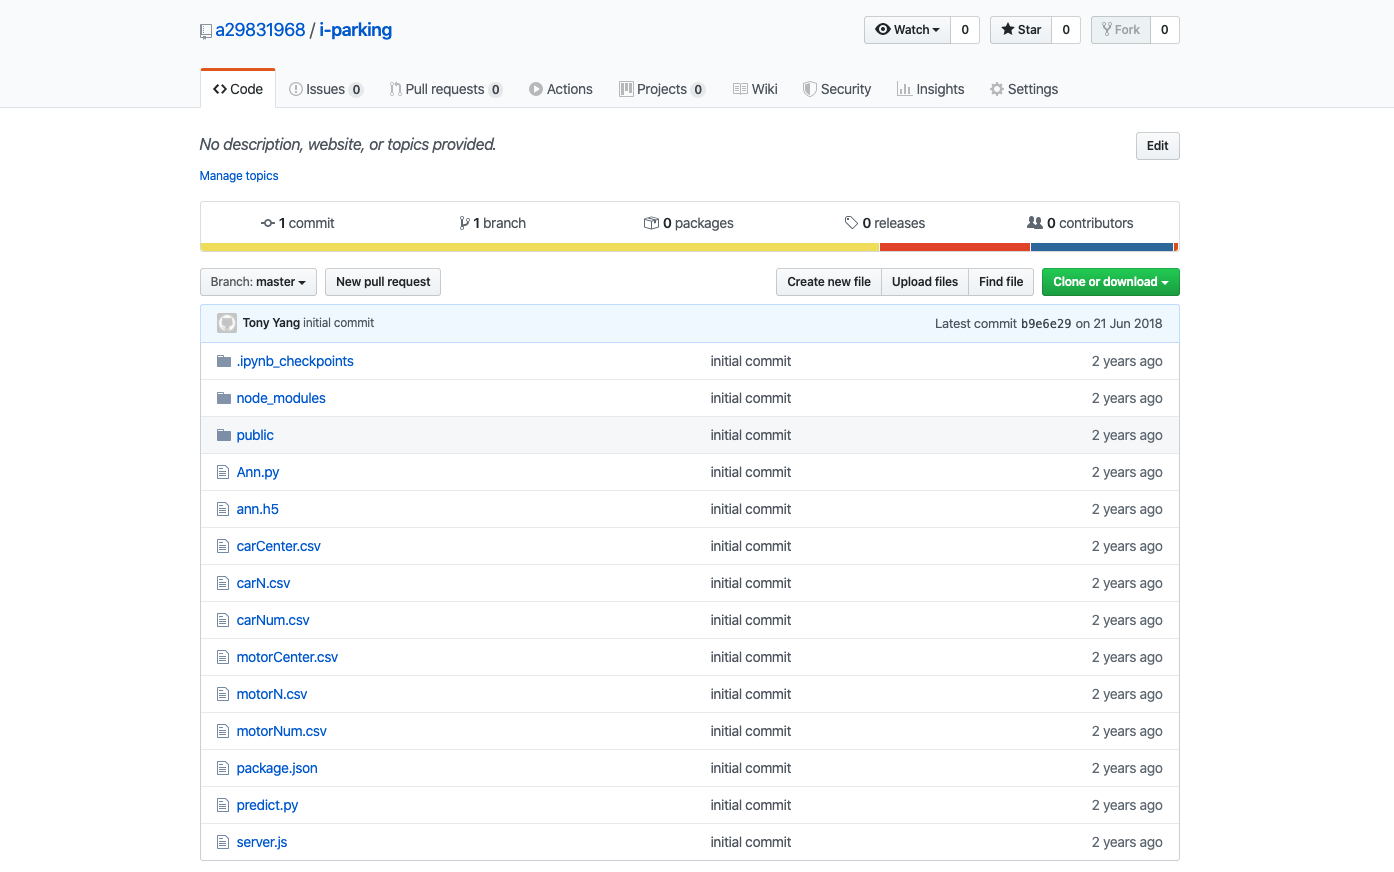 a29831968 / i-parking
Watch 0 Star 0 Fork 0
Code Issues 0 Pull requests 0 Actions Projects 0 Wiki Security Insights Settings
No description, website, or topics provided. Edit
Manage topics
1 commit 1 branch 0 packages 0 releases 0 contributors
Branch: master New pull request Create new file Upload files Find file Clone or download
Tony Yang initial commit Latest commit b9e6e29 on 21 Jun 2018
.ipynb_checkpoints initial commit 2 years ago
node_modules initial commit 2 years ago
public initial commit 2 years ago
Ann.py initial commit 2 years ago
ann.h5 initial commit 2 years ago
carCenter.csv initial commit 2 years ago
carN.csv initial commit 2 years ago
carNum.csv initial commit 2 years ago
motorCenter.csv initial commit 2 years ago
motorN.csv initial commit 2 years ago
motorNum.csv initial commit 2 years ago
package.json initial commit 2 years ago
predict.py initial commit 2 years ago
server.js initial commit 2 years ago